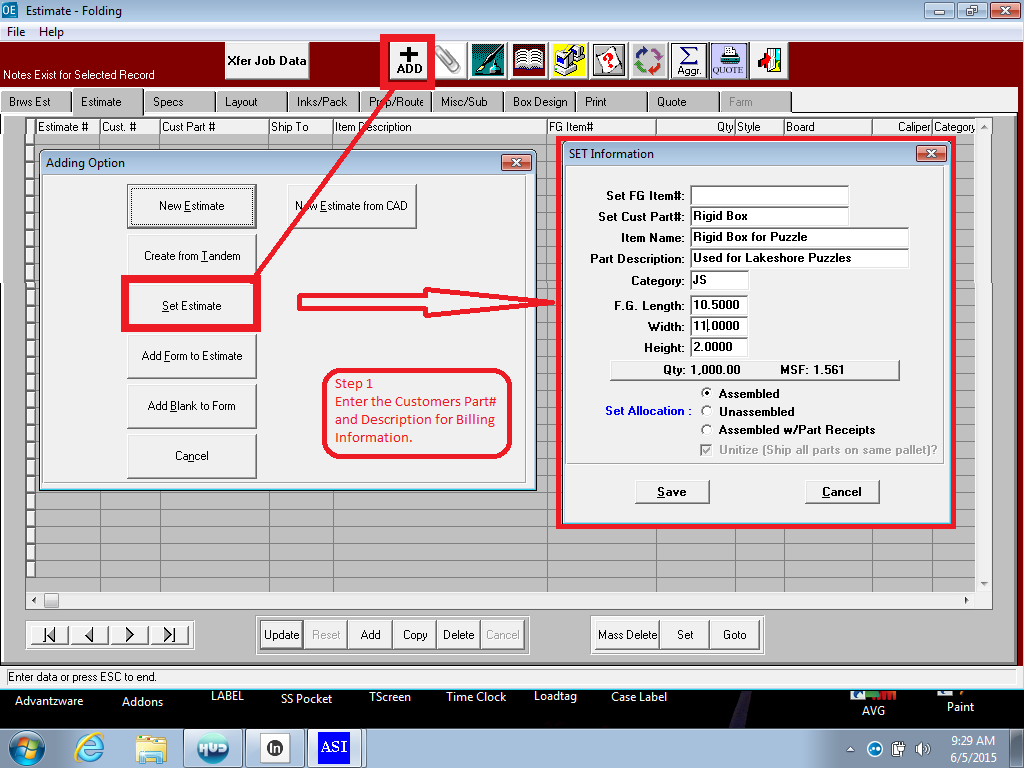 OE Estimate - Folding
File Help
Notes Exist for Selected Record
Xfer Job Data
ADD
Aggr.
QUOTE
Brws Est Estimate Specs Layout Inks/Pack Prep/Route Misc/Sub Box Design Print Quote Farm
Estimate # Cust. # Cust Part # Ship To Item Description FG Item# Qty Style Board Caliper Category
Adding Option
New Estimate
New Estimate from CAD
Create from Tandem
Set Estimate
Add Form to Estimate
Add Blank to Form
Cancel
Step 1
Enter the Customers Part#
and Description for Billing
Information.
SET Information
Set FG Item#:
Set Cust Part#: Rigid Box
Item Name: Rigid Box for Puzzle
Part Description: Used for Lakeshore Puzzles
Category: JS
F.G. Length: 10.5000
Width: 11.0000
Height: 2.0000
Qty: 1,000.00 MSF: 1.561
Set Allocation :
Assembled
Unassembled
Assembled w/Part Receipts
Unitize (Ship all parts on same pallet)?
Save Cancel
Update Reset Add Copy Delete Cancel
Mass Delete Set Goto
Enter data or press ESC to end.
Advantzware Addons LABEL SS Pocket TScreen Time Clock Loadtag Case Label AVG Paint
HUD In ASI
9:29 AM
6/5/2015